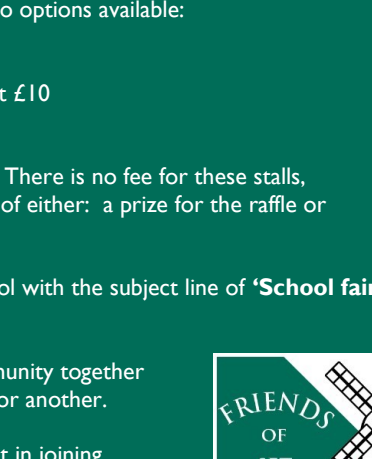 o options available:
t £10
There is no fee for these stalls,
of either: a prize for the raffle or
ol with the subject line of ‘School fair
nunity together
or another.
t in joining
FRIENDS
OF